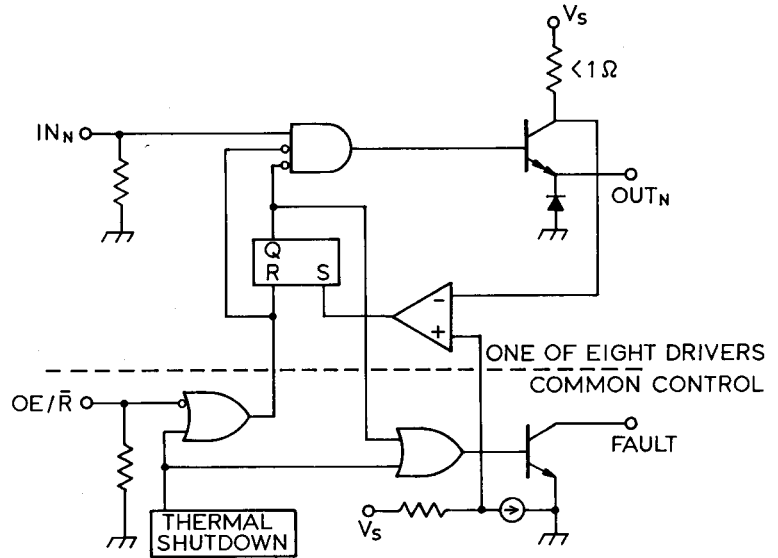 VS
<1Ω
INN
OUTN
Q
R S
-
+
ONE OF EIGHT DRIVERS
COMMON CONTROL
OE/R̄
FAULT
THERMAL
SHUTDOWN
VS